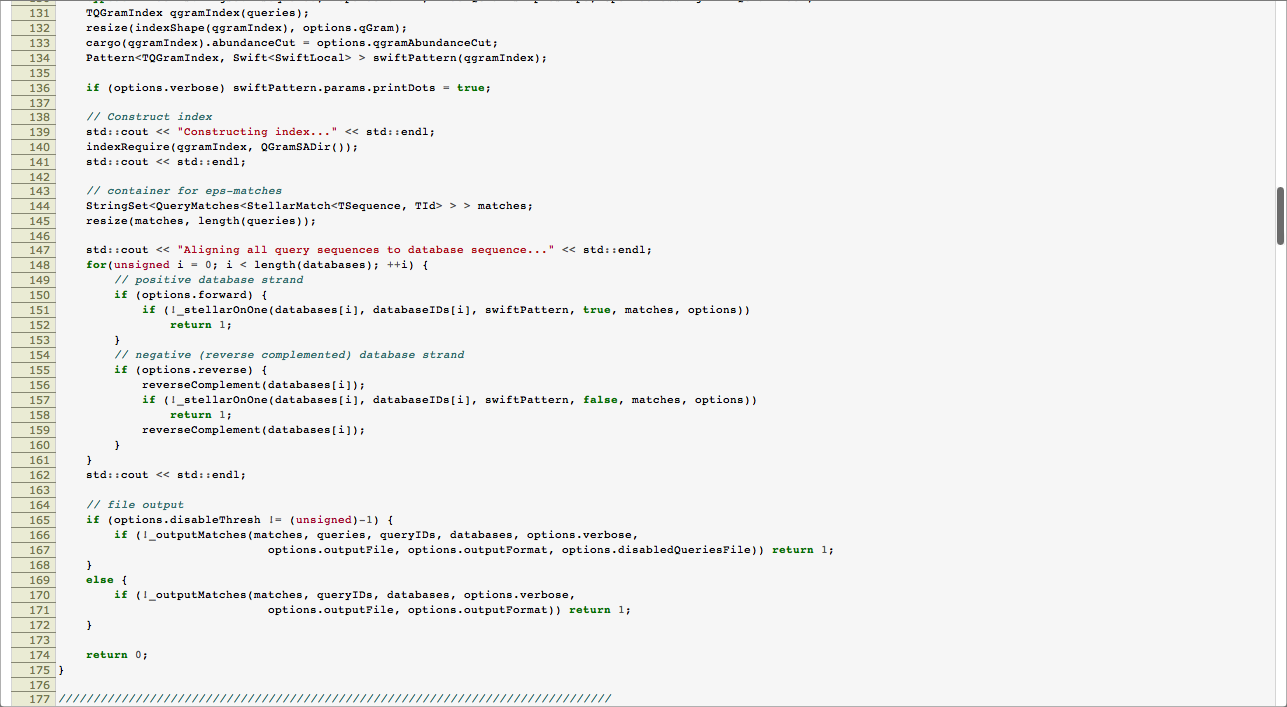 131 TQGramIndex qgramIndex(queries);
132 resize(indexShape(qgramIndex), options.qGram);
133 cargo(qgramIndex).abundanceCut = options.qgramAbundanceCut;
134 Pattern<TQGramIndex, Swift<SwiftLocal> > swiftPattern(qgramIndex);
135
136 if (options.verbose) swiftPattern.params.printDots = true;
137
138 // Construct index
139 std::cout << "Constructing index..." << std::endl;
140 indexRequire(qgramIndex, QGramSADir());
141 std::cout << std::endl;
142
143 // container for eps-matches
144 StringSet<QueryMatches<StellarMatch<TSequence, TId> > > matches;
145 resize(matches, length(queries));
146
147 std::cout << "Aligning all query sequences to database sequence..." << std::endl;
148 for(unsigned i = 0; i < length(databases); ++i) {
149 // positive database strand
150 if (options.forward) {
151 if (!_stellarOnOne(databases[i], databaseIDs[i], swiftPattern, true, matches, options))
152 return 1;
153 }
154 // negative (reverse complemented) database strand
155 if (options.reverse) {
156 reverseComplement(databases[i]);
157 if (!_stellarOnOne(databases[i], databaseIDs[i], swiftPattern, false, matches, options))
158 return 1;
159 reverseComplement(databases[i]);
160 }
161 }
162 std::cout << std::endl;
163
164 // file output
165 if (options.disableThresh != (unsigned)-1) {
166 if (!_outputMatches(matches, queries, queryIDs, databases, options.verbose,
167 options.outputFile, options.outputFormat, options.disabledQueriesFile)) return 1;
168 }
169 else {
170 if (!_outputMatches(matches, queryIDs, databases, options.verbose,
171 options.outputFile, options.outputFormat)) return 1;
172 }
173
174 return 0;
175 }
176
177 ///////////////////////////////////////////////////////////////////////////////